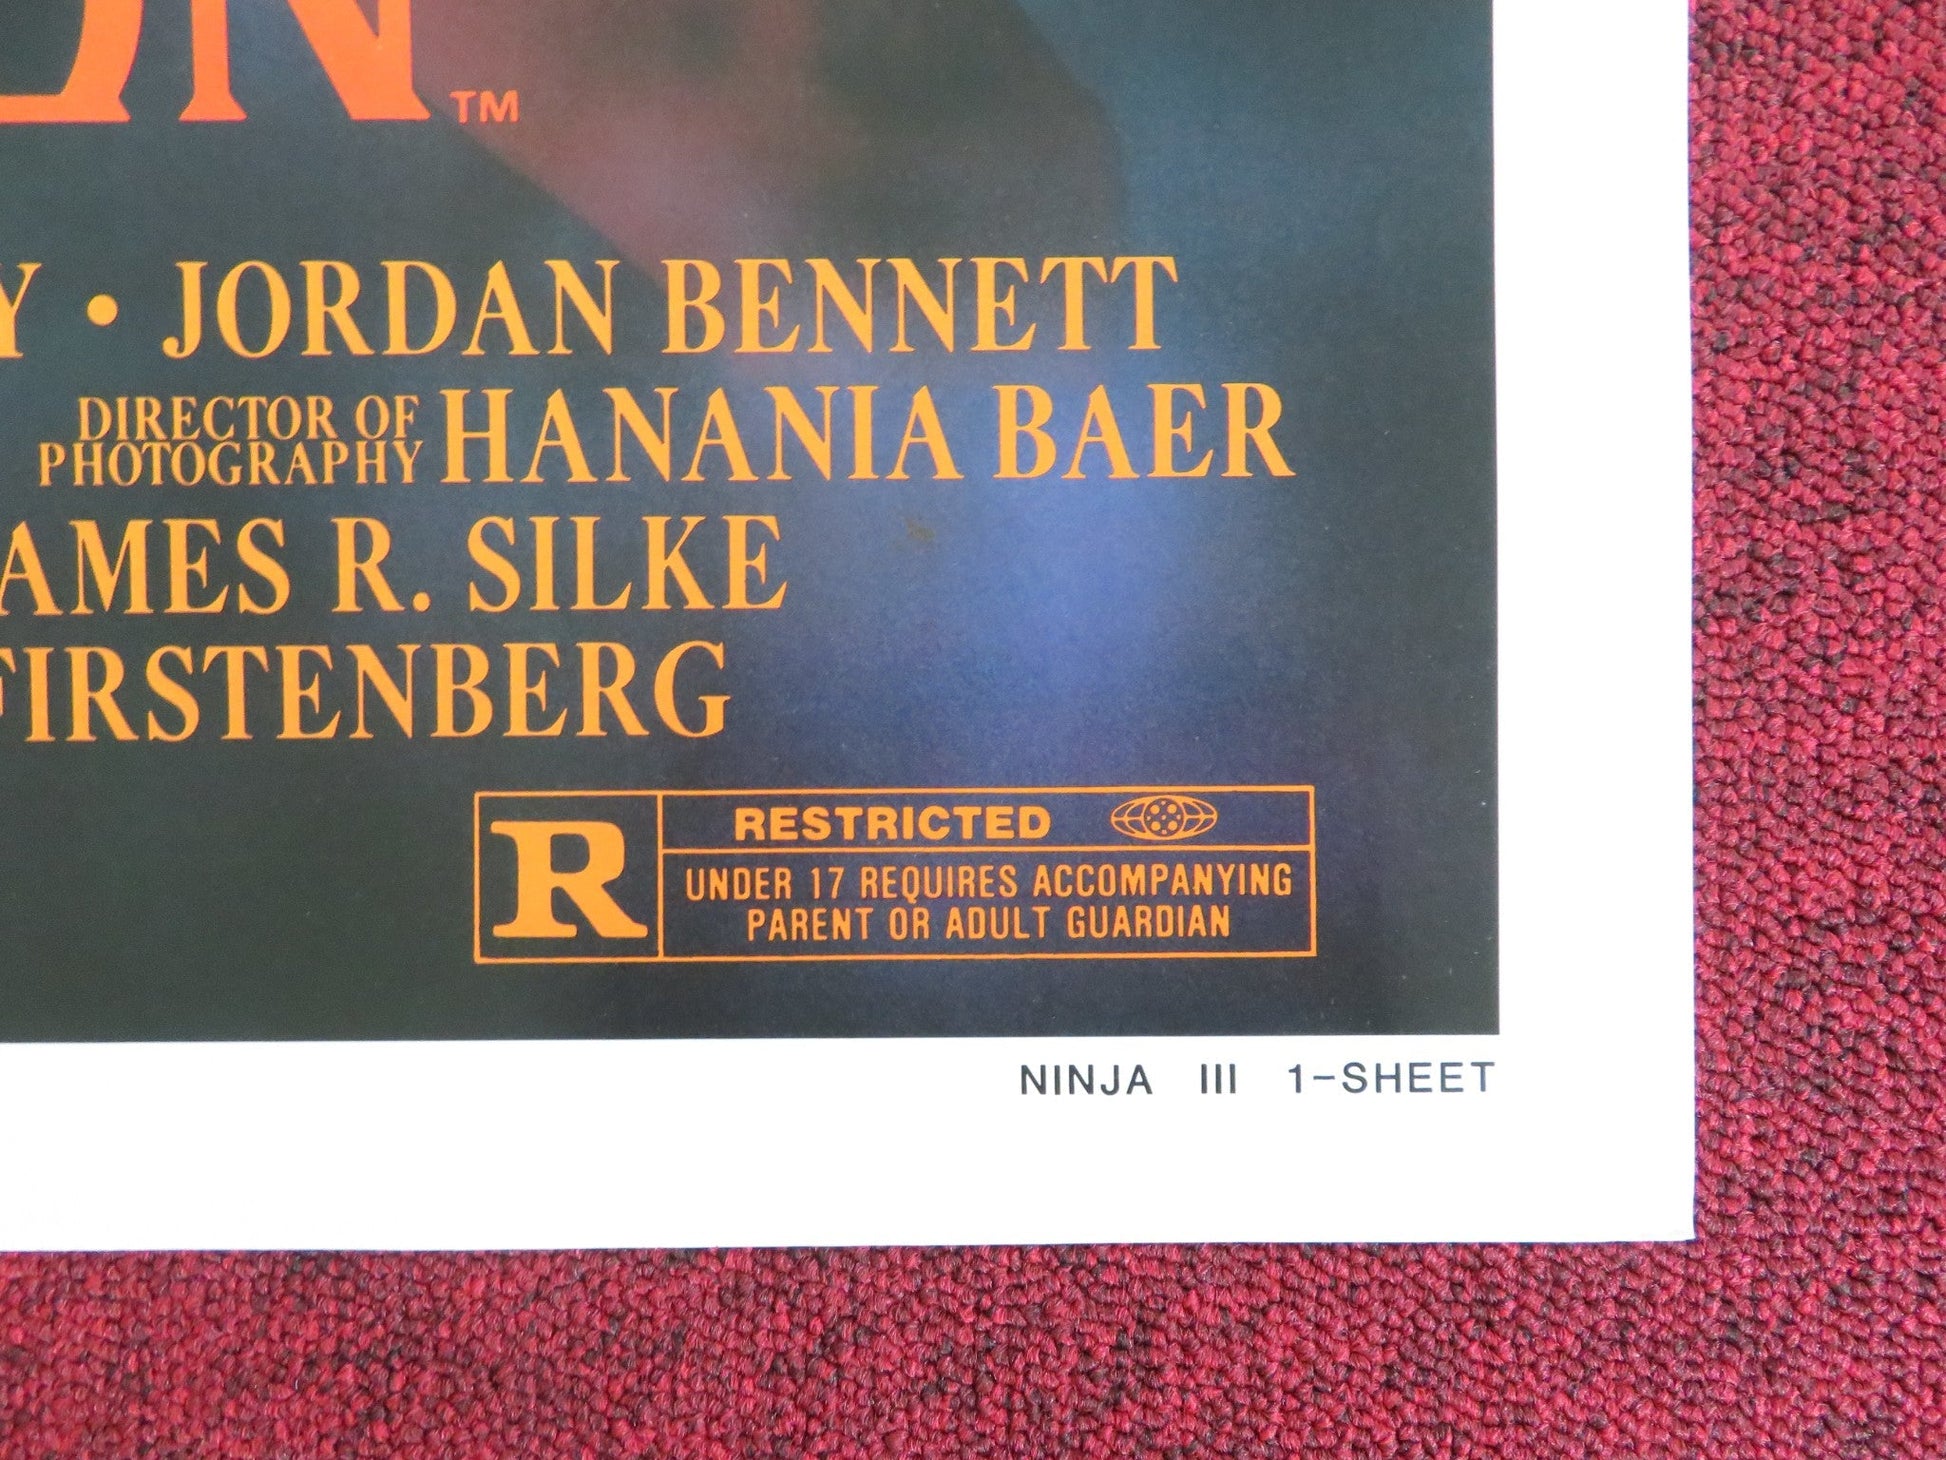 ON™
Y • JORDAN BENNETT
DIRECTOR OF PHOTOGRAPHY HANANIA BAER
AMES R. SILKE
FIRSTENBERG
R RESTRICTED
UNDER 17 REQUIRES ACCOMPANYING
PARENT OR ADULT GUARDIAN
NINJA III 1-SHEET